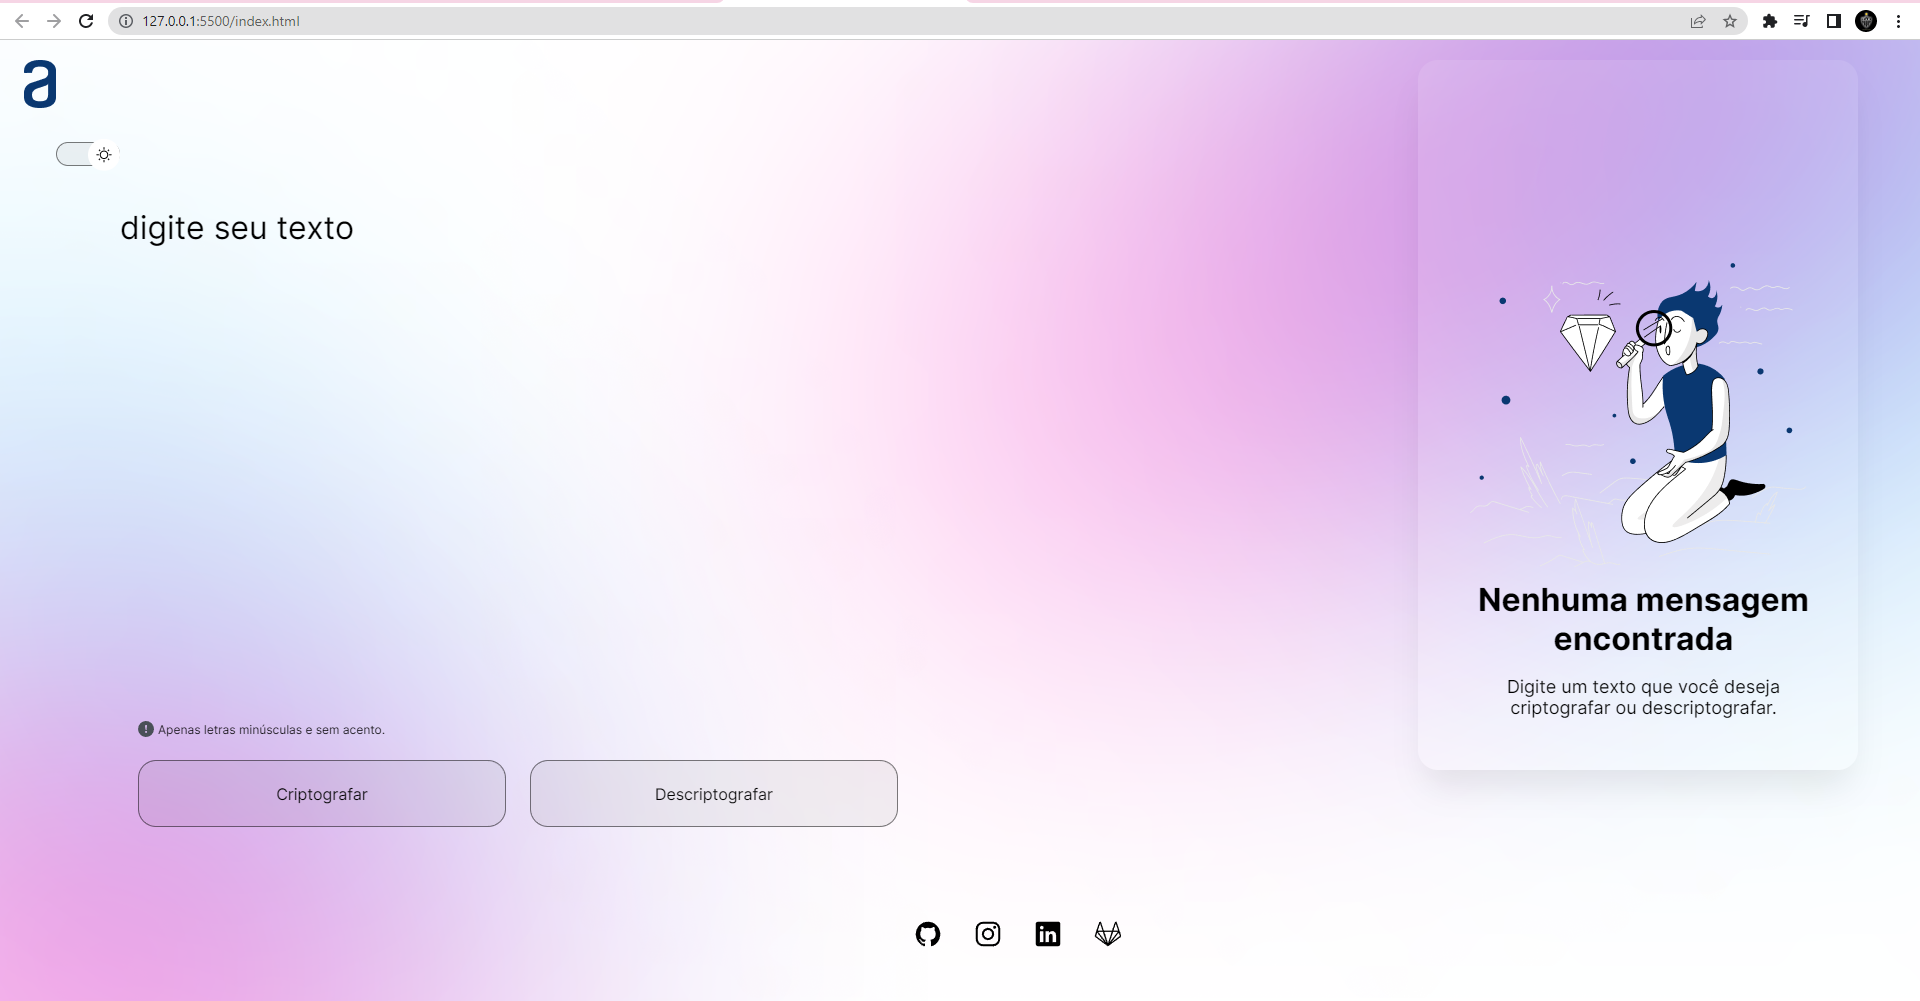 127.0.0.1:5500/index.html
a
digite seu texto
Nenhuma mensagem
encontrada
Digite um texto que você deseja
criptografar ou descriptografar.
! Apenas letras minúsculas e sem acento.
Criptografar
Descriptografar
in